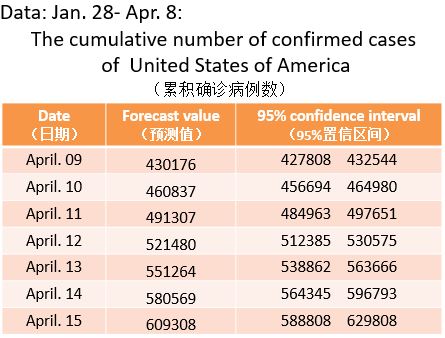 Data: Jan. 28- Apr. 8:
The cumulative number of confirmed cases
of United States of America
（累积确诊病例数）
Date Forecast value 95% confidence interval
（日期） （预测值） （95%置信区间）
April. 09 430176 427808 432544
April. 10 460837 456694 464980
April. 11 491307 484963 497651
April. 12 521480 512385 530575
April. 13 551264 538862 563666
April. 14 580569 564345 596793
April. 15 609308 588808 629808